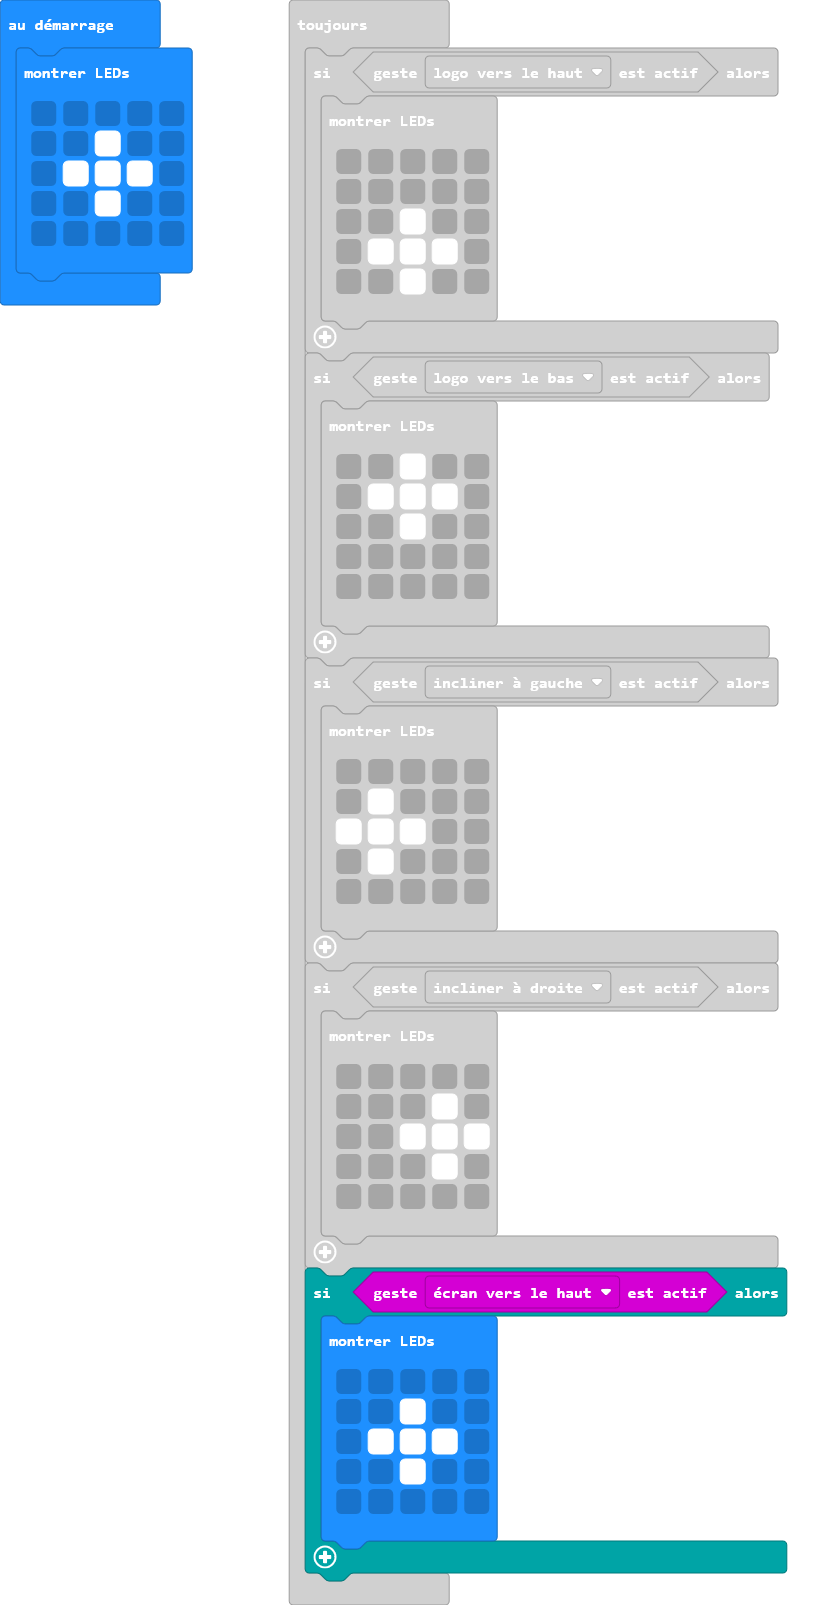 au démarrage
montrer LEDs
toujours
si geste logo vers le haut est actif alors
montrer LEDs
si geste logo vers le bas est actif alors
montrer LEDs
si geste incliner à gauche est actif alors
montrer LEDs
si geste incliner à droite est actif alors
montrer LEDs
si geste écran vers le haut est actif alors
montrer LEDs